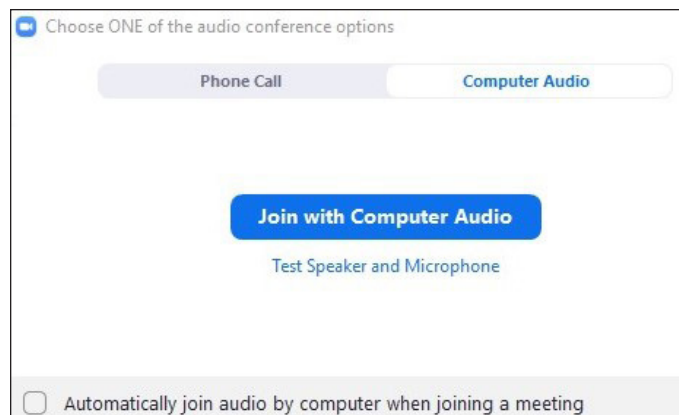 Choose ONE of the audio conference options
Phone Call Computer Audio
Join with Computer Audio
Test Speaker and Microphone
Automatically join audio by computer when joining a meeting